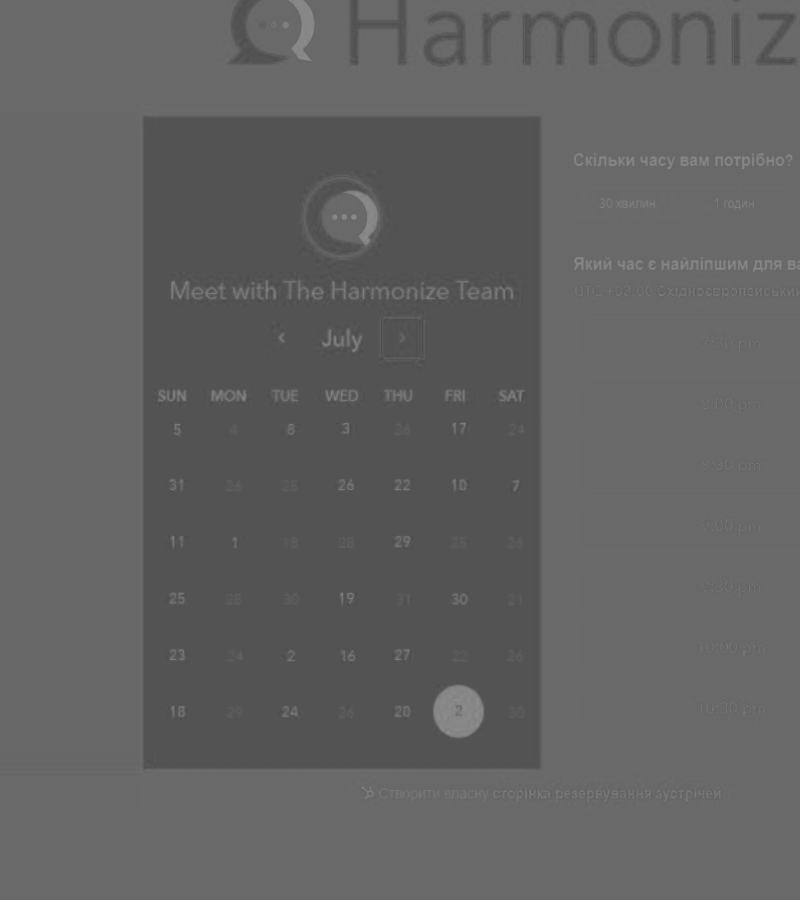 Harmoniz
Скільки часу вам потрібно?
30 хвилин 1 годин
Meet with The Harmonize Team
Який час є найліпшим для ва
UTC +03:00 Східноєвропейський
‹ July ›
7:30 pm
SUN MON TUE WED THU FRI SAT
8:00 pm
5 4 8 3 26 17 24
8:30 pm
31 26 25 26 22 10 7
9:00 pm
11 1 18 28 29 25 26
9:30 pm
25 28 30 19 31 30 21
10:00 pm
23 24 2 16 27 22 26
10:30 pm
18 29 24 26 20 2 30
Створити власну сторінка резервування зустрічей